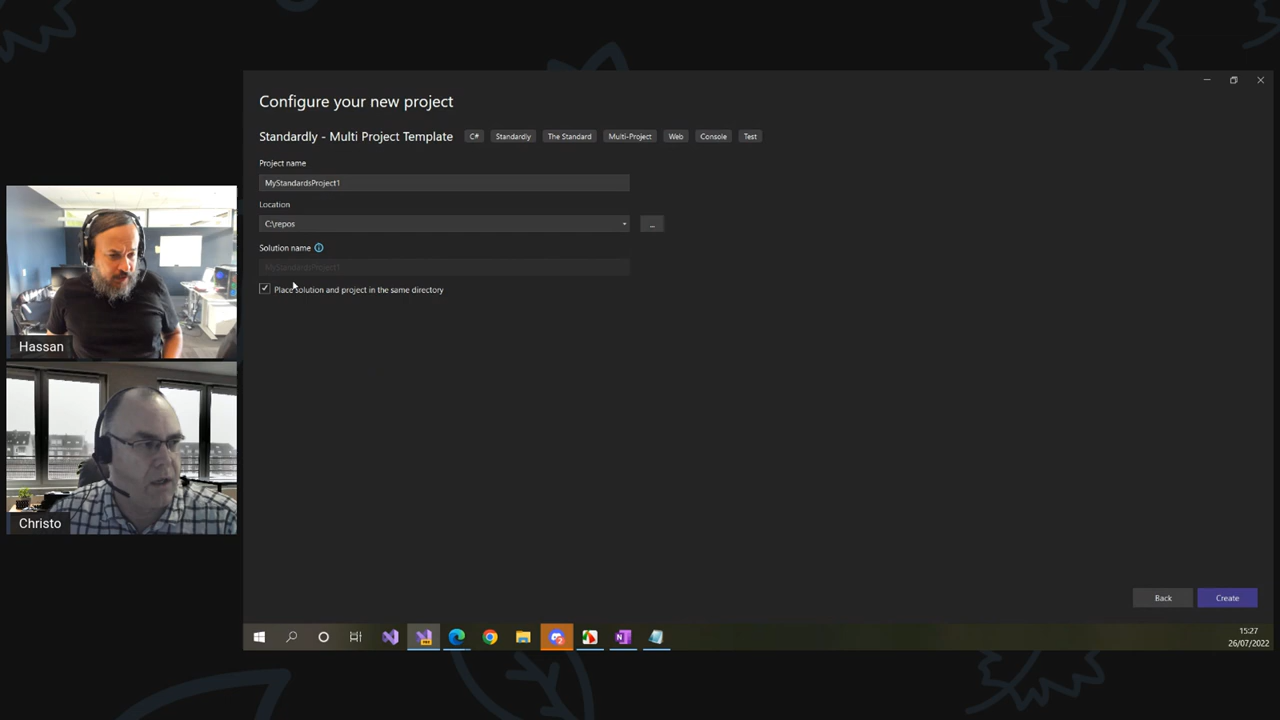 Configure your new project
Standardly - Multi Project Template C# Standardly The Standard Multi-Project Web Console Test
Project name
MyStandardsProject1
Location
C:\repos
...
Solution name
MyStandardsProject1
Place solution and project in the same directory
Hassan
Christo
Back Create
15:27
26/07/2022